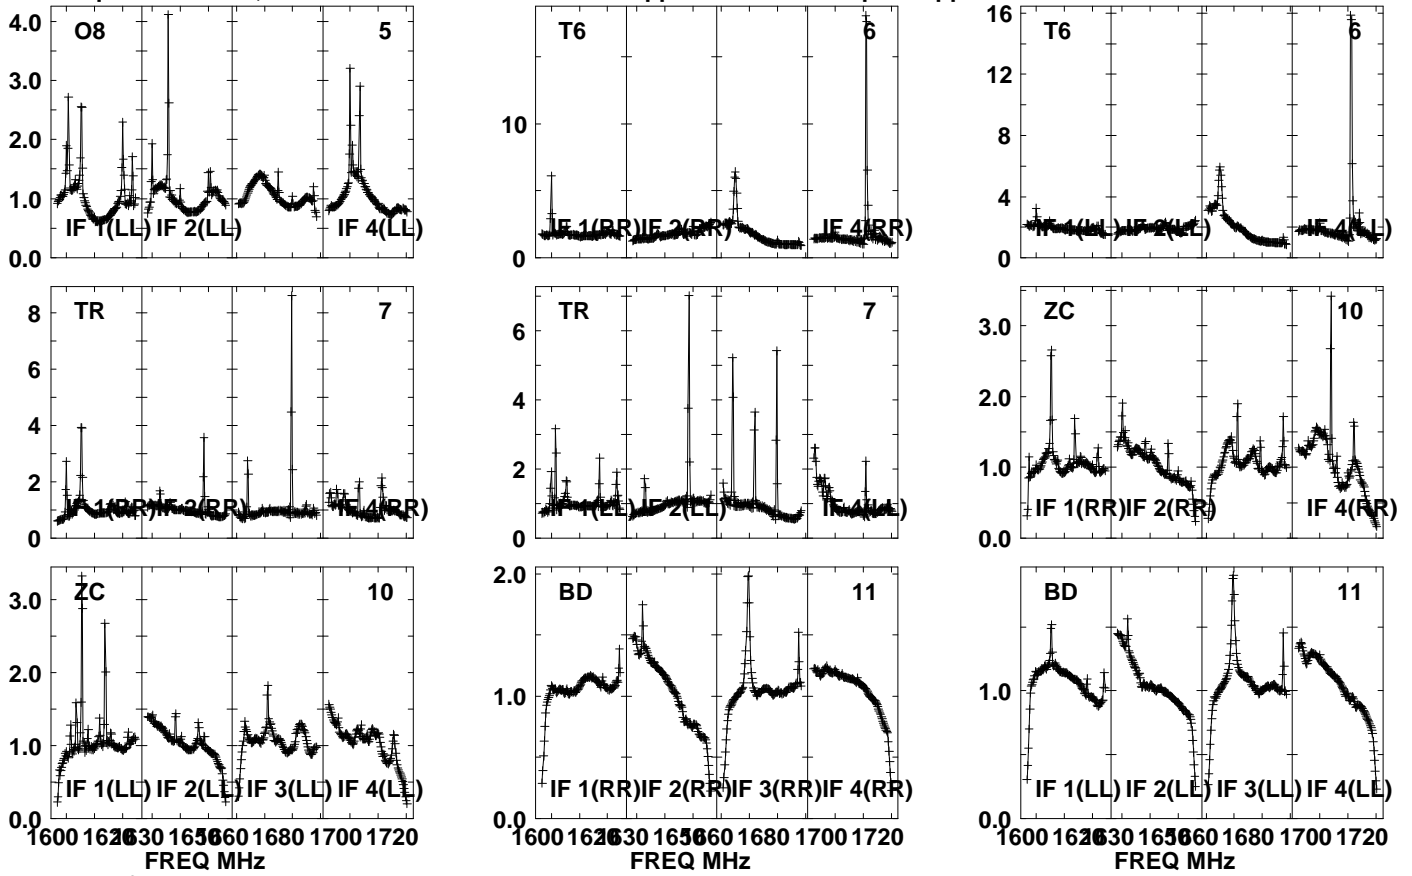 4.0 O8 5
3.0
2.0
1.0
0.0
IF 1(LL) IF 2(LL) IF 4(LL)
T6 6
10
0
IF 1(RR) IF 2(RR) IF 4(RR)
16 T6 6
12
8
4
0
IF 1(LL) IF 2(LL) IF 4(LL)
TR 7
8
6
4
2
0
IF 1(RR) IF 2(RR) IF 4(RR)
TR 7
6
4
2
0
IF 1(LL) IF 2(LL) IF 4(LL)
ZC 10
3.0
2.0
1.0
0.0
IF 1(RR) IF 2(RR) IF 4(RR)
ZC 10
3.0
2.0
1.0
0.0
IF 1(LL) IF 2(LL) IF 3(LL) IF 4(LL)
1600 1620 1630 1650 1660 1680 1700 1720
FREQ MHz
2.0 BD 11
1.0
0.0
IF 1(RR) IF 2(RR) IF 3(RR) IF 4(RR)
1600 1620 1630 1650 1660 1680 1700 1720
FREQ MHz
BD 11
1.0
0.0
IF 1(LL) IF 2(LL) IF 3(LL) IF 4(LL)
1600 1620 1630 1650 1660 1680 1700 1720
FREQ MHz